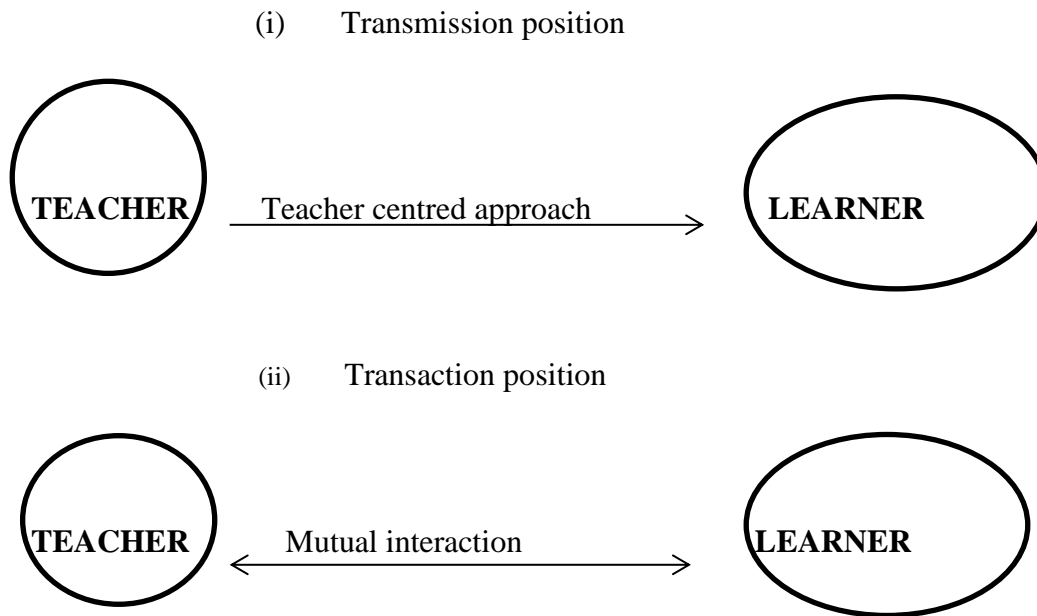 (i) Transmission position
TEACHER Teacher centred approach LEARNER
(ii) Transaction position
TEACHER Mutual interaction LEARNER